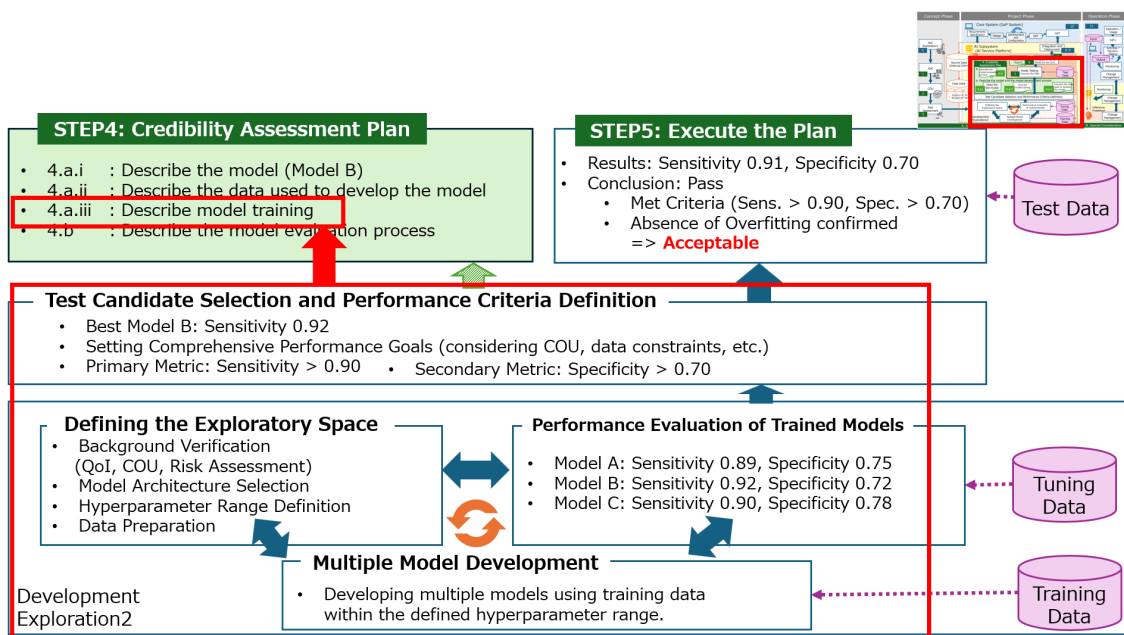 Concept Phase
Project Phase
Operation Phase
STEP4: Credibility Assessment Plan
• 4.a.i : Describe the model (Model B)
• 4.a.ii : Describe the data used to develop the model
• 4.a.iii : Describe model training
• 4.b : Describe the model evaluation process
STEP5: Execute the Plan
• Results: Sensitivity 0.91, Specificity 0.70
• Conclusion: Pass
• Met Criteria (Sens. > 0.90, Spec. > 0.70)
• Absence of Overfitting confirmed
=> Acceptable
Test Data
Test Candidate Selection and Performance Criteria Definition
• Best Model B: Sensitivity 0.92
• Setting Comprehensive Performance Goals (considering COU, data constraints, etc.)
• Primary Metric: Sensitivity > 0.90 • Secondary Metric: Specificity > 0.70
Defining the Exploratory Space
• Background Verification
(QoI, COU, Risk Assessment)
• Model Architecture Selection
• Hyperparameter Range Definition
• Data Preparation
Performance Evaluation of Trained Models
• Model A: Sensitivity 0.89, Specificity 0.75
• Model B: Sensitivity 0.92, Specificity 0.72
• Model C: Sensitivity 0.90, Specificity 0.78
Tuning
Data
Multiple Model Development
• Developing multiple models using training data
within the defined hyperparameter range.
Training
Data
Development
Exploration2